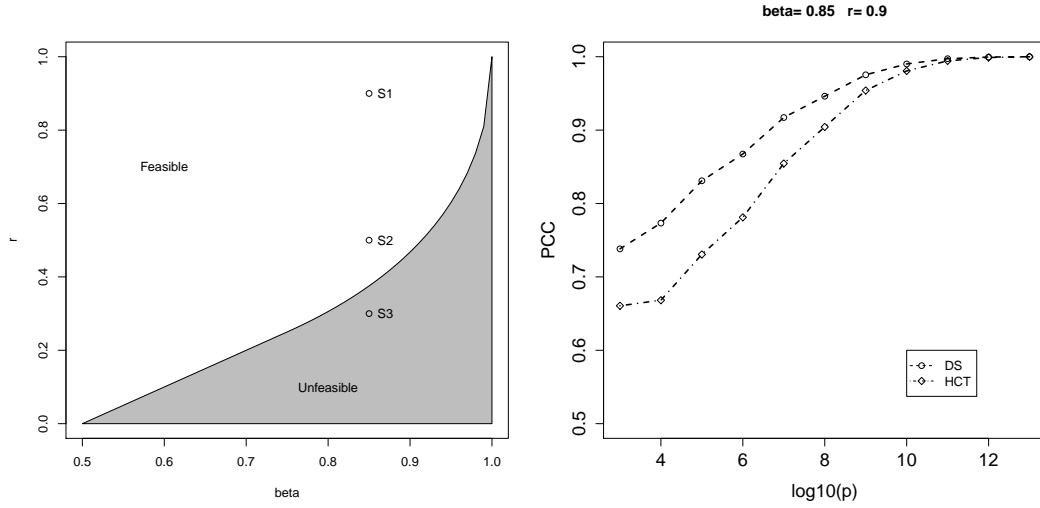 beta= 0.85 r= 0.9
1.0
0.8
0.6
0.4
0.2
0.0
r
S1
Feasible
S2
S3
Unfeasible
0.5 0.6 0.7 0.8 0.9 1.0
beta
1.0
0.9
0.8
0.7
0.6
0.5
PCC
DS
HCT
4 6 8 10 12
log10(p)